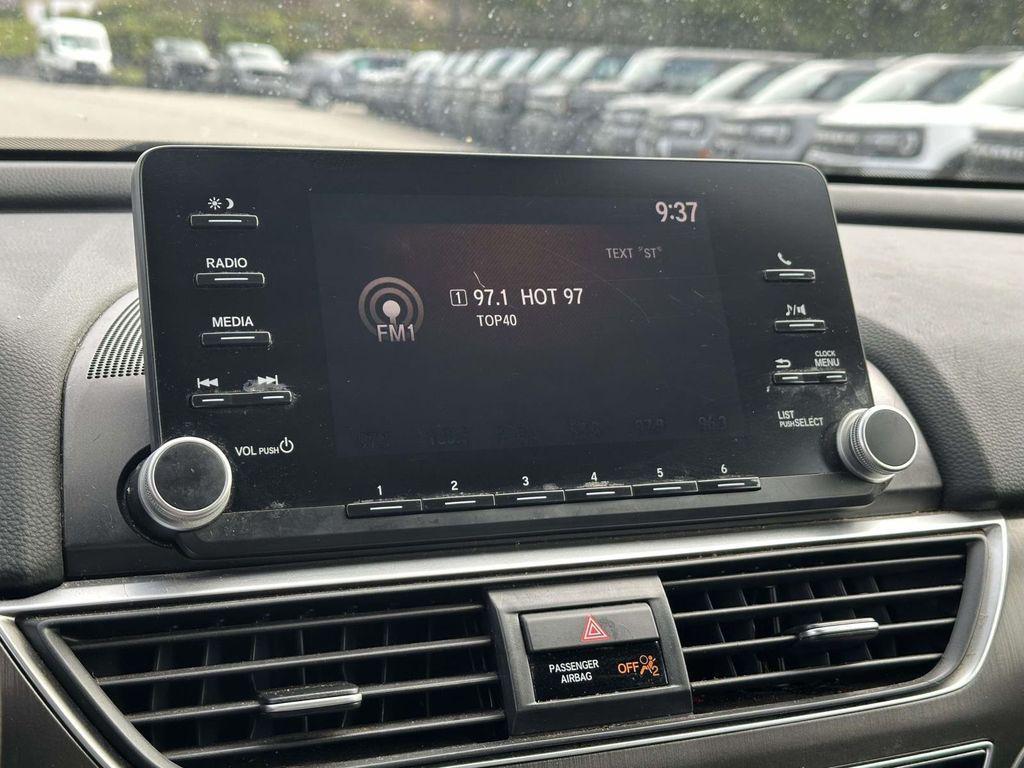 9:37
TEXT "ST"
RADIO
1 97.1 HOT 97
TOP40
FM1
MEDIA
CLOCK
MENU
LIST
PUSH SELECT
VOL PUSH
1 2 3 4 5 6
PASSENGER
AIRBAG
OFF 2